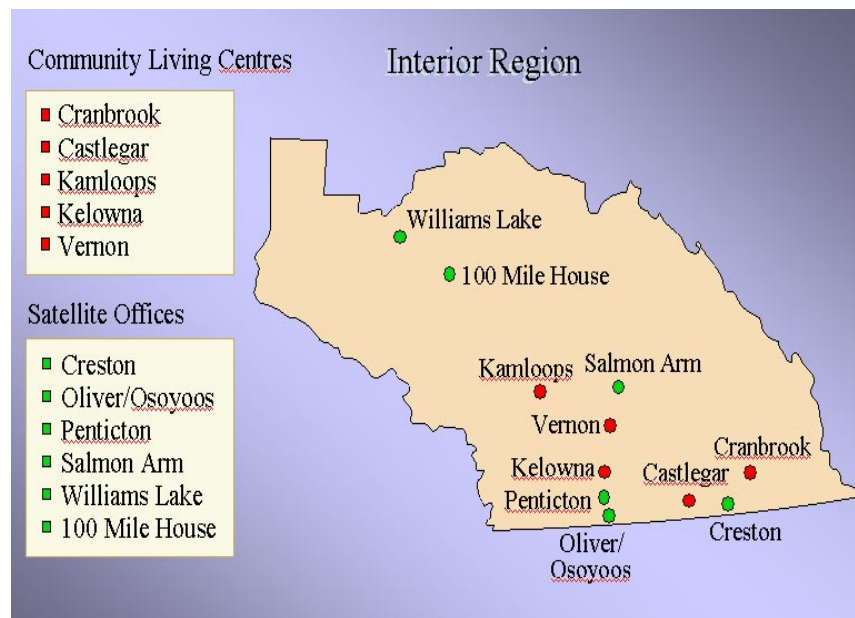 Community Living Centres
Interior Region
Cranbrook
Castlegar
Kamloops
Kelowna
Vernon
Satellite Offices
Creston
Oliver/Osoyoos
Penticton
Salmon Arm
Williams Lake
100 Mile House
Williams Lake
100 Mile House
Kamloops
Salmon Arm
Vernon
Kelowna
Castlegar
Cranbrook
Penticton
Oliver/
Osoyoos
Creston